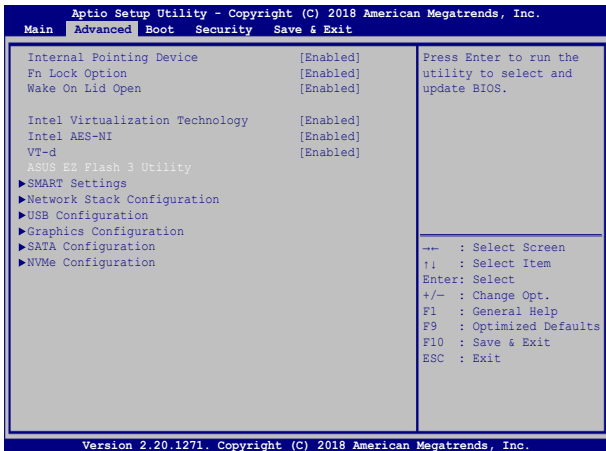 Aptio Setup Utility - Copyright (C) 2018 American Megatrends, Inc.
Main Advanced Boot Security Save & Exit
Internal Pointing Device [Enabled]
Fn Lock Option [Enabled]
Wake On Lid Open [Enabled]
Intel Virtualization Technology [Enabled]
Intel AES-NI [Enabled]
VT-d [Enabled]
ASUS EZ Flash 3 Utility
▶SMART Settings
▶Network Stack Configuration
▶USB Configuration
▶Graphics Configuration
▶SATA Configuration
▶NVMe Configuration
Press Enter to run the
utility to select and
update BIOS.
→← : Select Screen
↑↓ : Select Item
Enter: Select
+/— : Change Opt.
F1 : General Help
F9 : Optimized Defaults
F10 : Save & Exit
ESC : Exit
Version 2.20.1271. Copyright (C) 2018 American Megatrends, Inc.